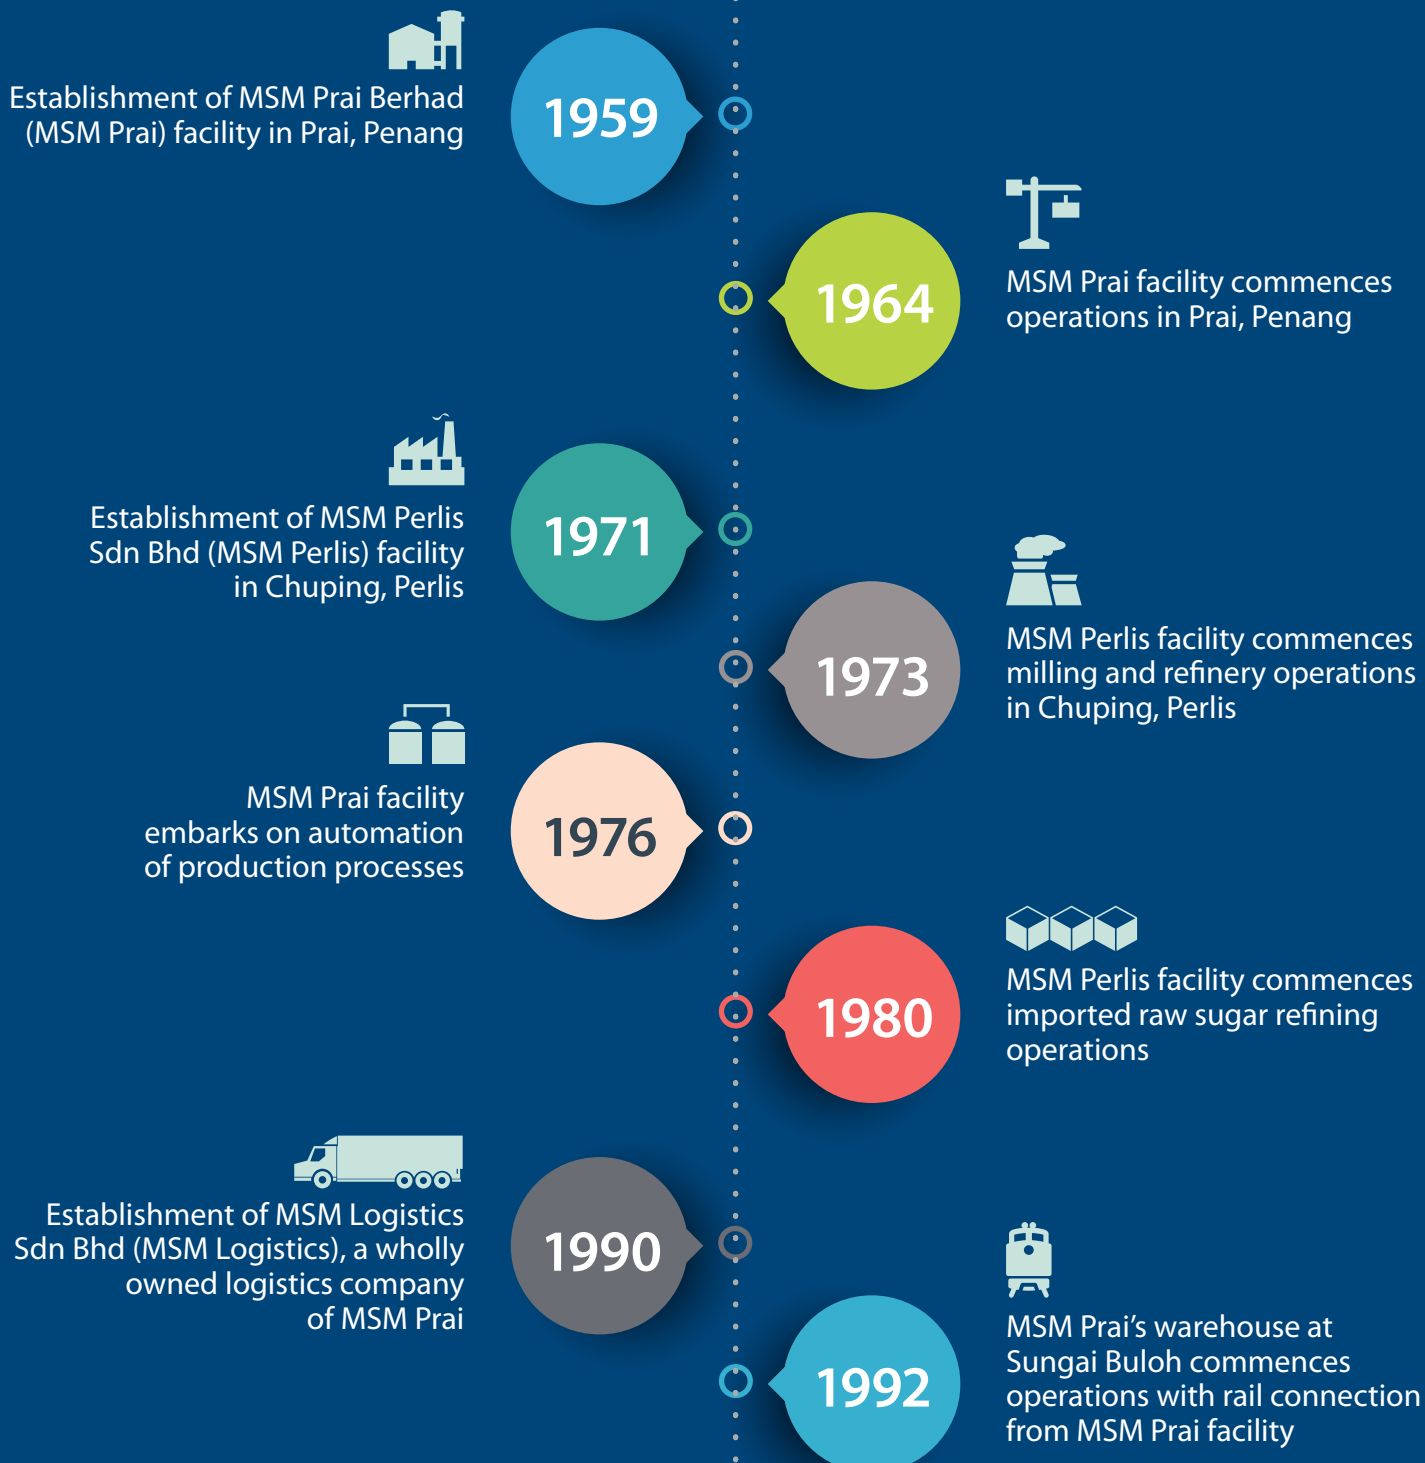 Establishment of MSM Prai Berhad
(MSM Prai) facility in Prai, Penang
1959
1964
MSM Prai facility commences
operations in Prai, Penang
Establishment of MSM Perlis
Sdn Bhd (MSM Perlis) facility
in Chuping, Perlis
1971
1973
MSM Perlis facility commences
milling and refinery operations
in Chuping, Perlis
MSM Prai facility
embarks on automation
of production processes
1976
1980
MSM Perlis facility commences
imported raw sugar refining
operations
Establishment of MSM Logistics
Sdn Bhd (MSM Logistics), a wholly
owned logistics company
of MSM Prai
1990
1992
MSM Prai’s warehouse at
Sungai Buloh commences
operations with rail connection
from MSM Prai facility